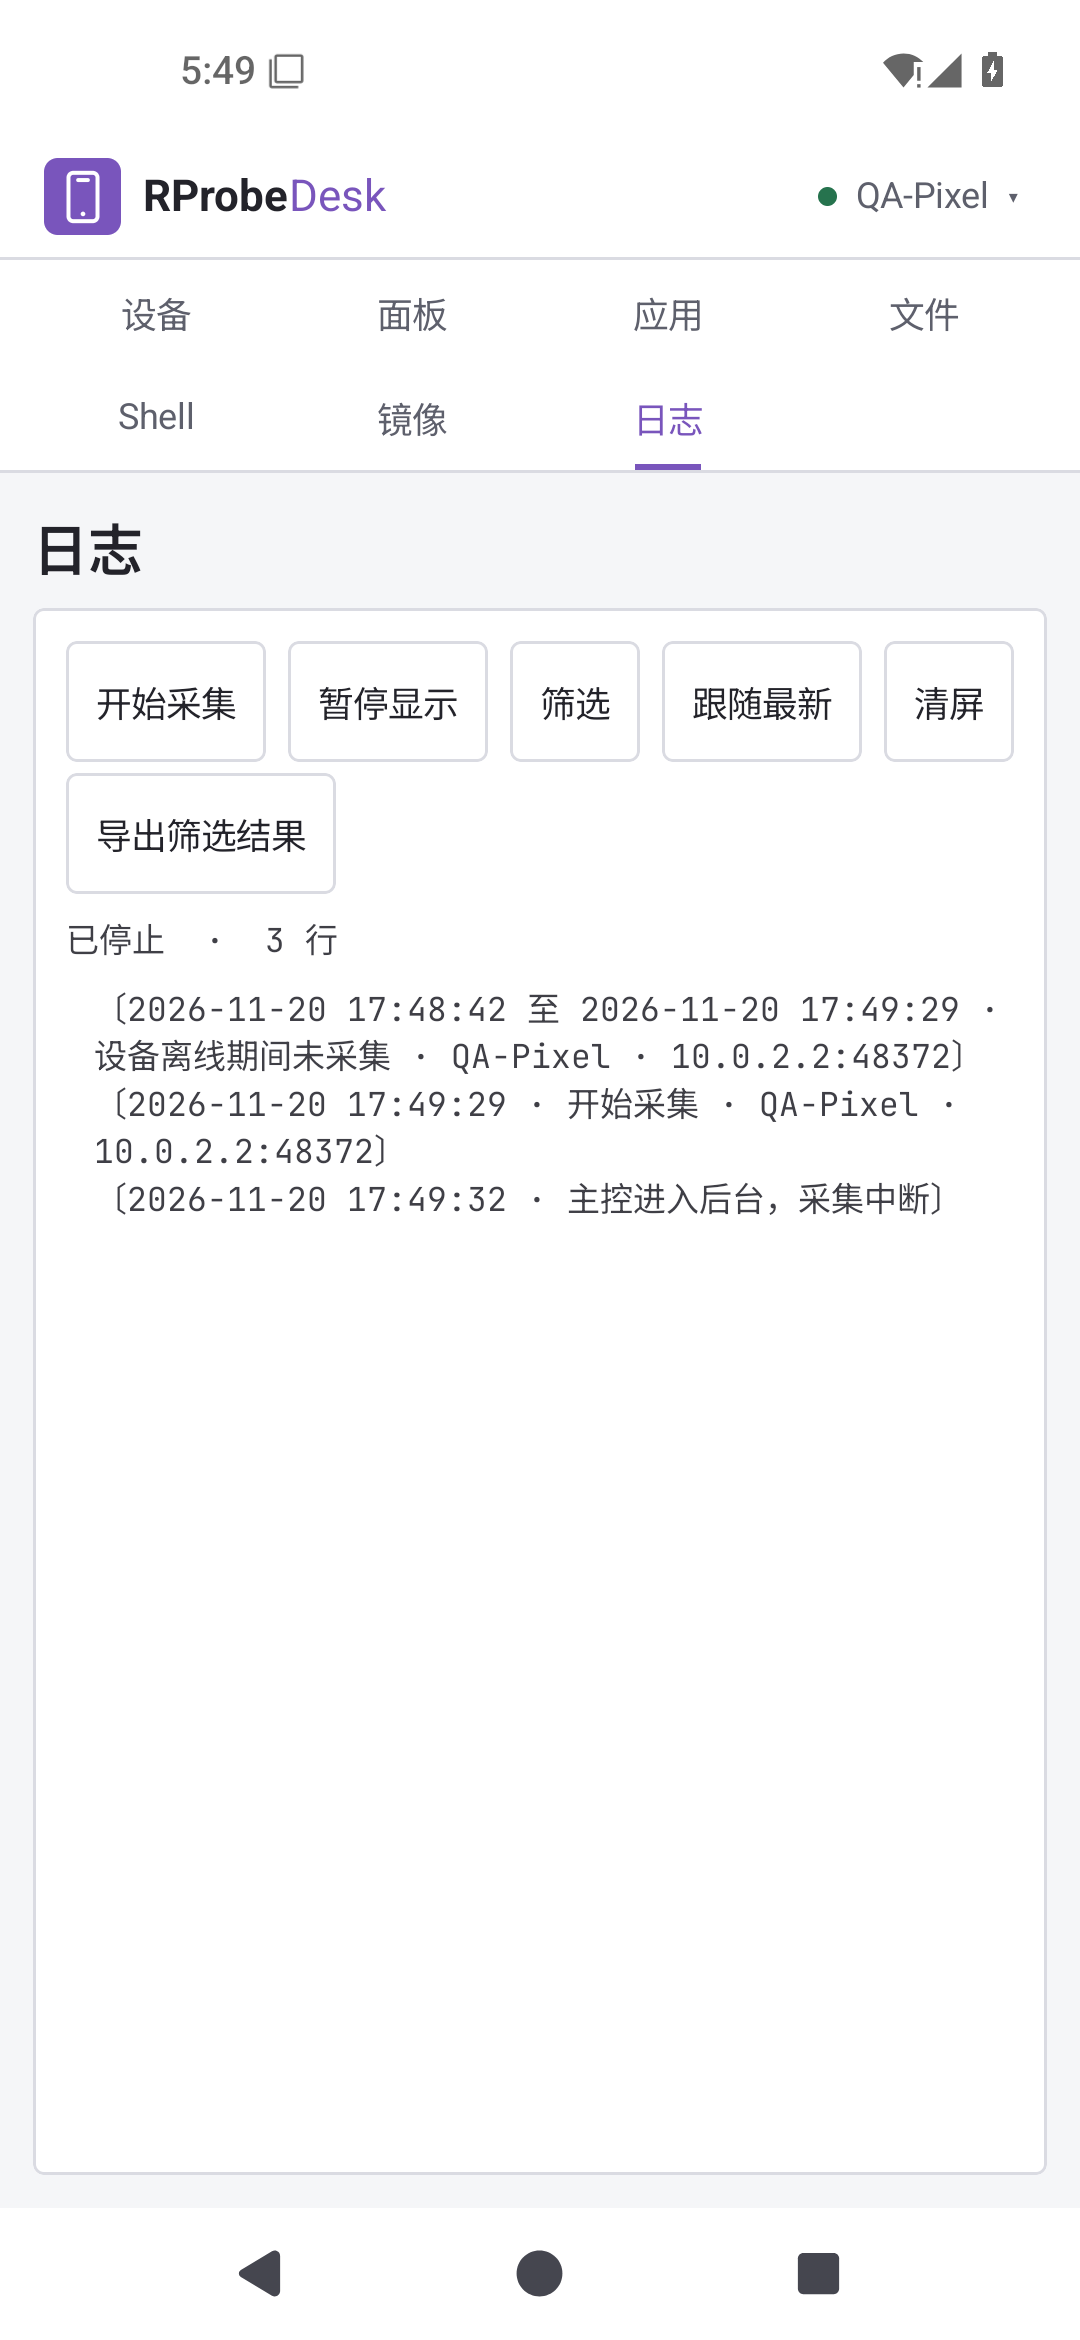 5:49
RProbeDesk
QA-Pixel
设备 面板 应用 文件
Shell 镜像 日志
日志
开始采集 暂停显示 筛选 跟随最新 清屏
导出筛选结果
已停止 · 3 行
〔2026-11-20 17:48:42 至 2026-11-20 17:49:29 ·
设备离线期间未采集 · QA-Pixel · 10.0.2.2:48372〕
〔2026-11-20 17:49:29 · 开始采集 · QA-Pixel ·
10.0.2.2:48372〕
〔2026-11-20 17:49:32 · 主控进入后台，采集中断〕